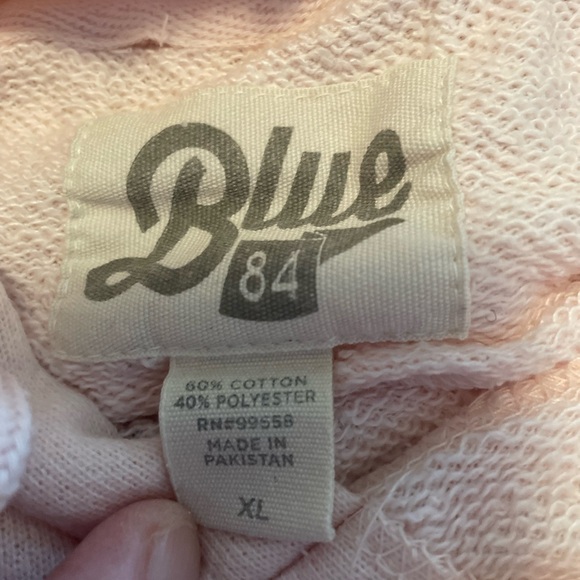 Blue
84
60% COTTON
40% POLYESTER
RN#99558
MADE IN
PAKISTAN
XL